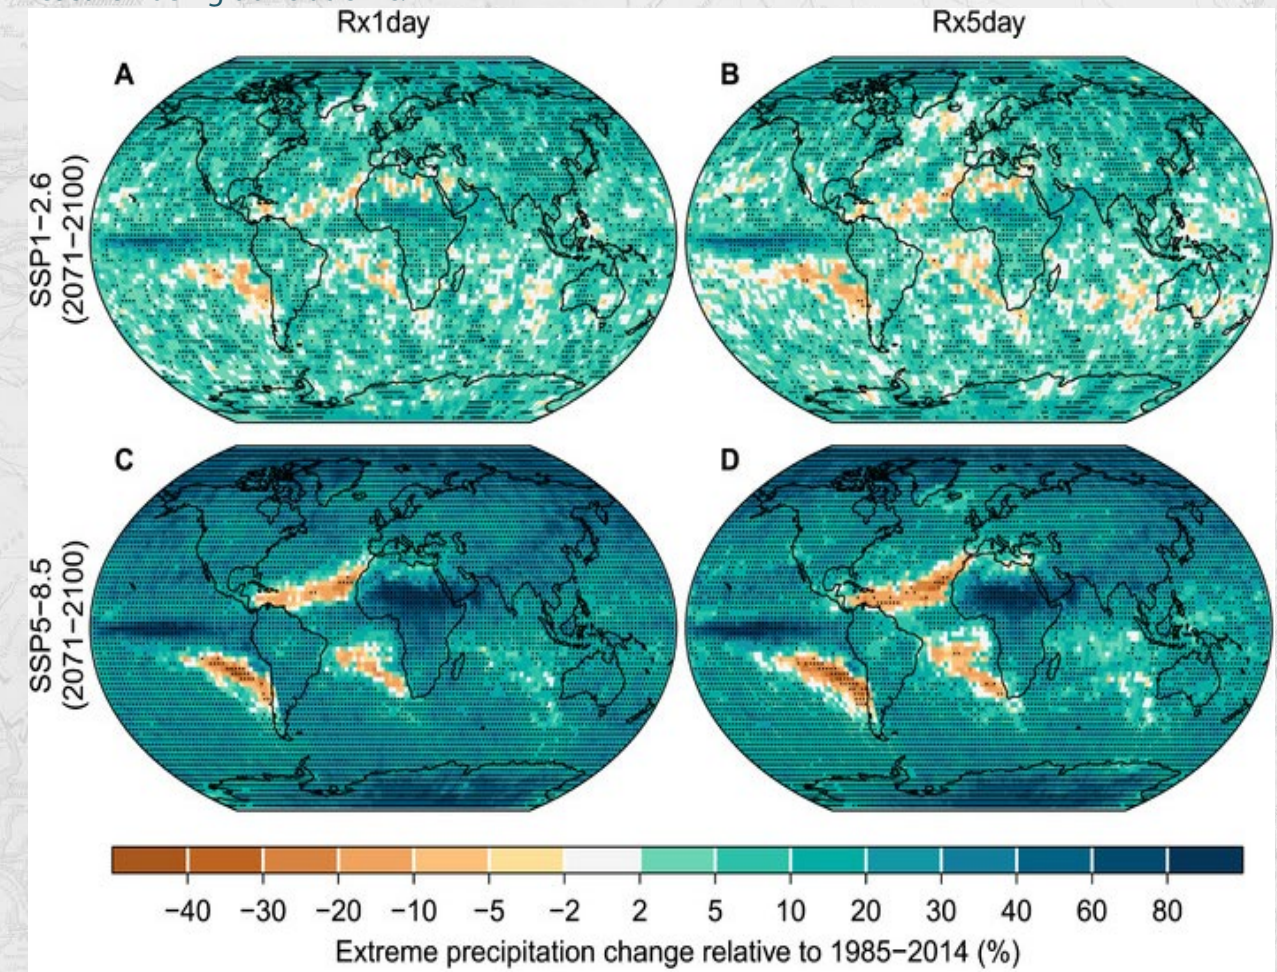 Rx1day
Rx5day
A
B
SSP1−2.6
(2071−2100)
C
D
SSP5−8.5
(2071−2100)
−40 −30 −20 −10 −5 −2 2 5 10 20 30 40 60 80
Extreme precipitation change relative to 1985−2014 (%)